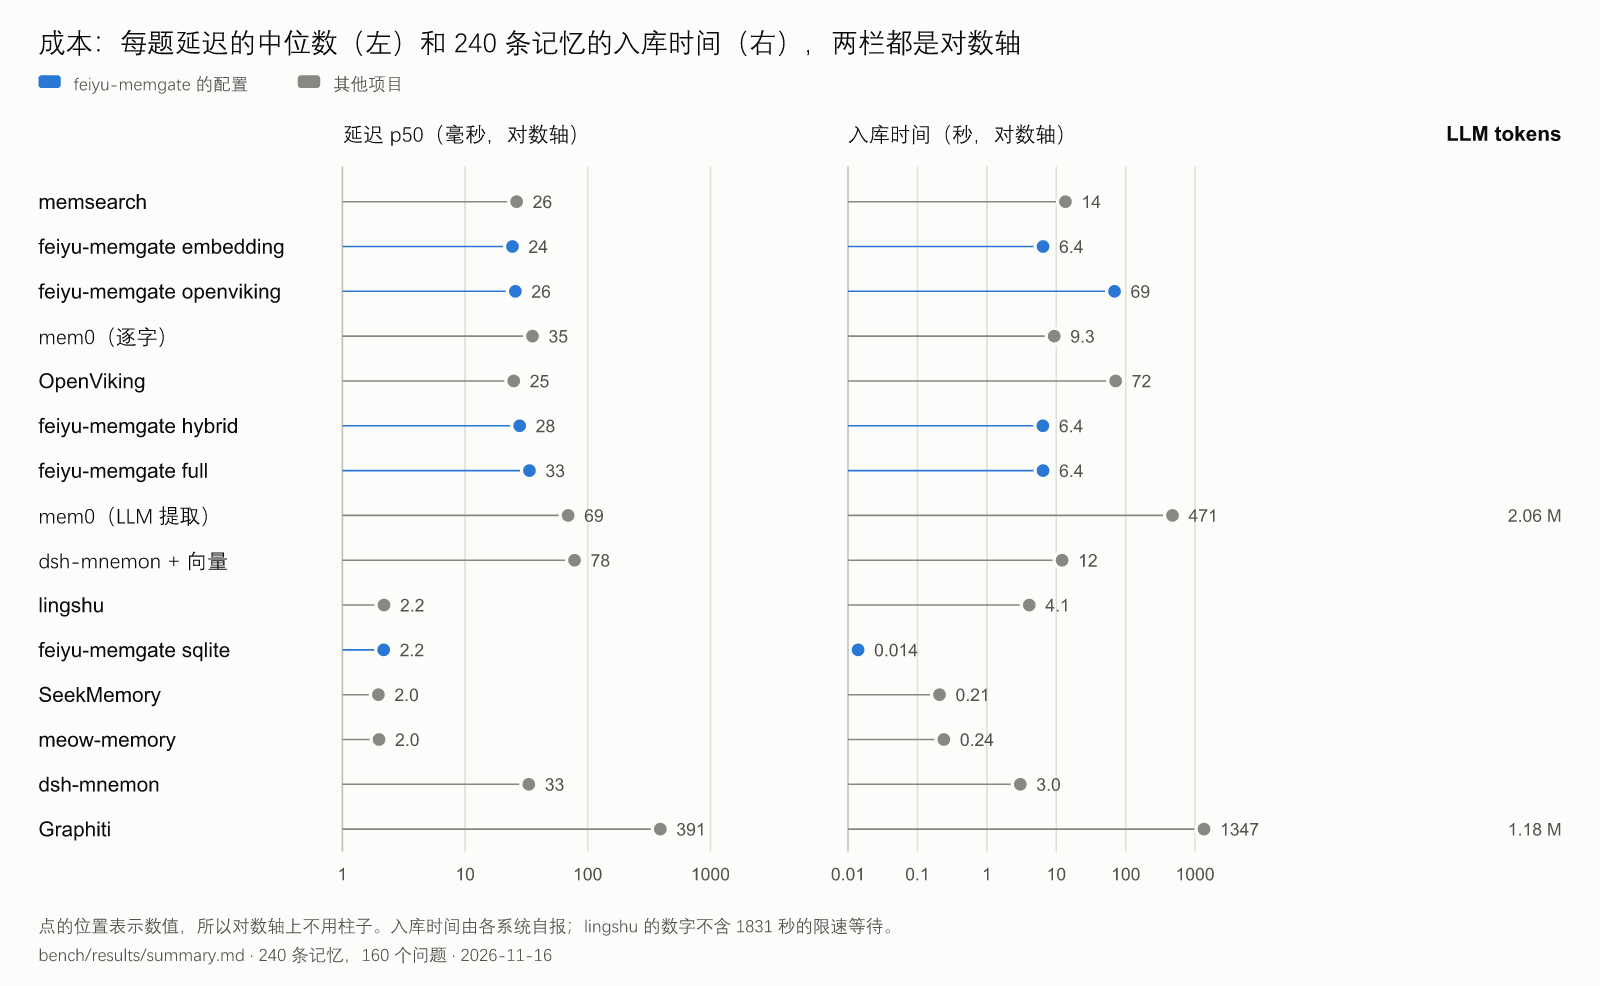 成本：每题延迟的中位数（左）和 240 条记忆的入库时间（右），两栏都是对数轴
feiyu-memgate 的配置 其他项目
延迟 p50（毫秒，对数轴） 入库时间（秒，对数轴） LLM tokens
memsearch 26 14
feiyu-memgate embedding 24 6.4
feiyu-memgate openviking 26 69
mem0（逐字） 35 9.3
OpenViking 25 72
feiyu-memgate hybrid 28 6.4
feiyu-memgate full 33 6.4
mem0（LLM 提取） 69 471 2.06 M
dsh-mnemon + 向量 78 12
lingshu 2.2 4.1
feiyu-memgate sqlite 2.2 0.014
SeekMemory 2.0 0.21
meow-memory 2.0 0.24
dsh-mnemon 33 3.0
Graphiti 391 1347 1.18 M
1 10 100 1000 0.01 0.1 1 10 100 1000
点的位置表示数值，所以对数轴上不用柱子。入库时间由各系统自报；lingshu 的数字不含 1831 秒的限速等待。
bench/results/summary.md · 240 条记忆，160 个问题 · 2026-11-16